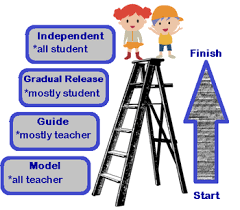 Independent
*all student
Finish
Gradual Release
*mostly student
Guide
*mostly teacher
Model
*all teacher
Start